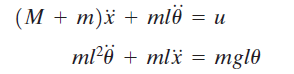 (M + m)ẍ + mlθ̈ = u
ml²θ̈ + mlẍ = mglθ